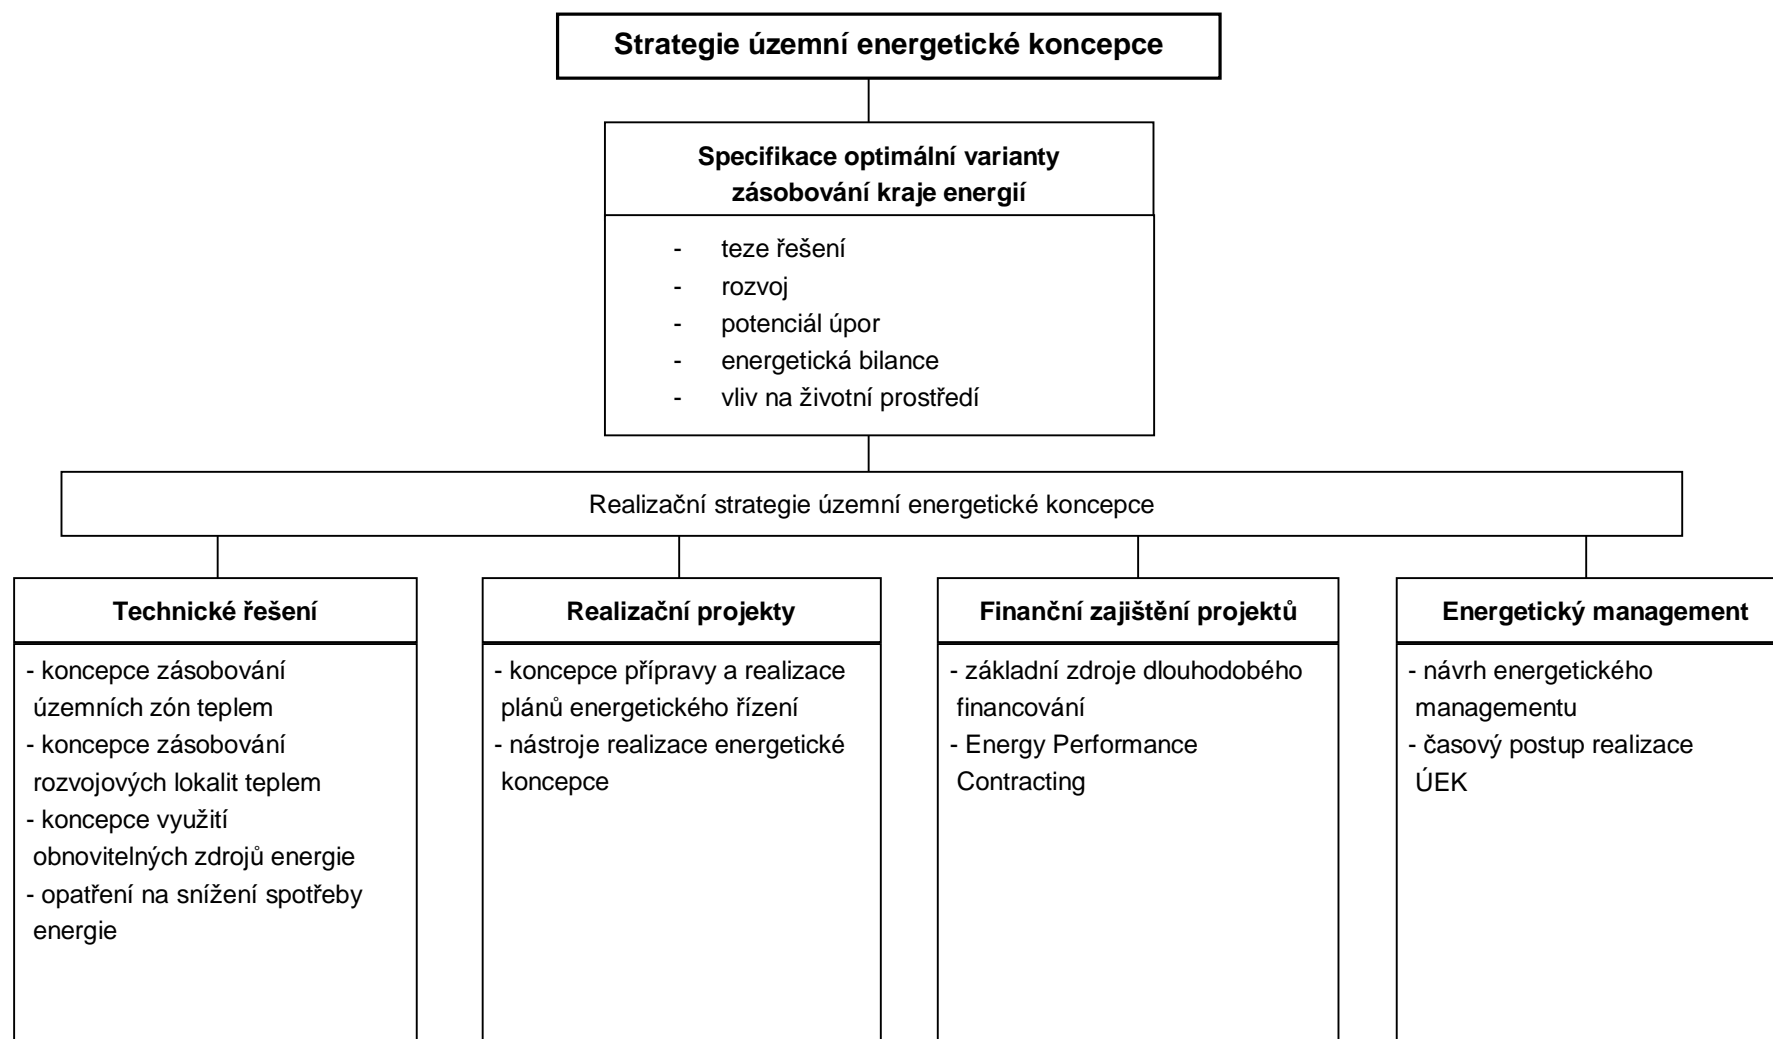 Strategie územní energetické koncepce
Specifikace optimální varianty
zásobování kraje energií
- teze řešení
- rozvoj
- potenciál úpor
- energetická bilance
- vliv na životní prostředí
Realizační strategie územní energetické koncepce
Technické řešení
- koncepce zásobování
územních zón teplem
- koncepce zásobování
rozvojových lokalit teplem
- koncepce využití
obnovitelných zdrojů energie
- opatření na snížení spotřeby
energie
Realizační projekty
- koncepce přípravy a realizace
plánů energetického řízení
- nástroje realizace energetické
koncepce
Finanční zajištění projektů
- základní zdroje dlouhodobého
financování
- Energy Performance
Contracting
Energetický management
- návrh energetického
managementu
- časový postup realizace
ÚEK